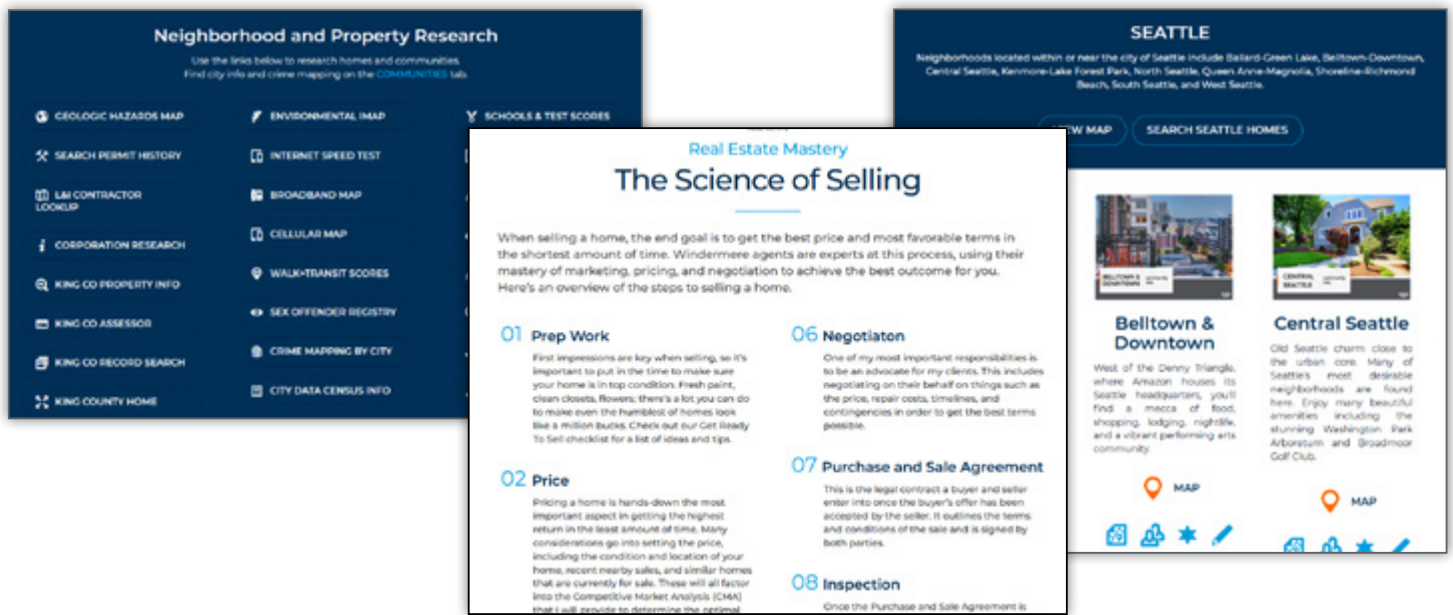 Neighborhood and Property Research
Use the links below to research homes and communities.
Find city info and crime mapping on the COMMUNITIES tab.
GEOLOGIC HAZARDS MAP
SEARCH PERMIT HISTORY
L&I CONTRACTOR
LOOKUP
CORPORATION RESEARCH
KING CO PROPERTY INFO
KING CO ASSESSOR
KING CO RECORD SEARCH
KING COUNTY HOME
ENVIRONMENTAL IMAP
INTERNET SPEED TEST
BROADBAND MAP
CELLULAR MAP
WALK+TRANSIT SCORES
SEX OFFENDER REGISTRY
CRIME MAPPING BY CITY
CITY DATA CENSUS INFO
SCHOOLS & TEST SCORES
Real Estate Mastery
The Science of Selling
When selling a home, the end goal is to get the best price and most favorable terms in
the shortest amount of time. Windermere agents are experts at this process, using their
mastery of marketing, pricing, and negotiation to achieve the best outcome for you.
Here's an overview of the steps to selling a home.
01 Prep Work
First impressions are key when selling, so it's
important to put in the time to make sure
your home is in top condition. Fresh paint,
clean closets, flowers; there's a lot you can do
to make even the humblest of homes look
like a million bucks. Check out our Get Ready
To Sell checklist for a list of ideas and tips.
02 Price
Pricing a home is hands-down the most
important aspect in getting the highest
return in the least amount of time. Many
considerations go into setting the price,
including the condition and location of your
home, recent nearby sales, and similar homes
that are currently for sale. These will all factor
into the Competitive Market Analysis (CMA)
that I will provide to determine the optimal
06 Negotiaton
One of my most important responsibilities is
to be an advocate for my clients. This includes
negotiating on their behalf on things such as
the price, repair costs, timelines, and
contingencies in order to get the best terms
possible.
07 Purchase and Sale Agreement
This is the legal contract a buyer and seller
enter into once the buyer's offer has been
accepted by the seller. It outlines the terms
and conditions of the sale and is signed by
both parties.
08 Inspection
Once the Purchase and Sale Agreement is
SEATTLE
Neighborhoods located within or near the city of Seattle include Ballard-Green Lake, Belltown-Downtown,
Central Seattle, Kenmore-Lake Forest Park, North Seattle, Queen Anne-Magnolia, Shoreline-Richmond
Beach, South Seattle, and West Seattle.
MAP
SEARCH SEATTLE HOMES
BELLTOWN &
DOWNTOWN
CENTRAL
SEATTLE
Belltown &
Downtown
West of the Denny Triangle,
where Amazon houses its
Seattle headquarters, you'll
find a mecca of food,
shopping, lodging, nightlife,
and a vibrant performing arts
community.
MAP
Central Seattle
Old Seattle charm close to
the urban core. Many of
Seattle's most desirable
neighborhoods are found
here. Enjoy many beautiful
amenities including the
stunning Washington Park
Arboretum and Broadmoor
Golf Club.
MAP